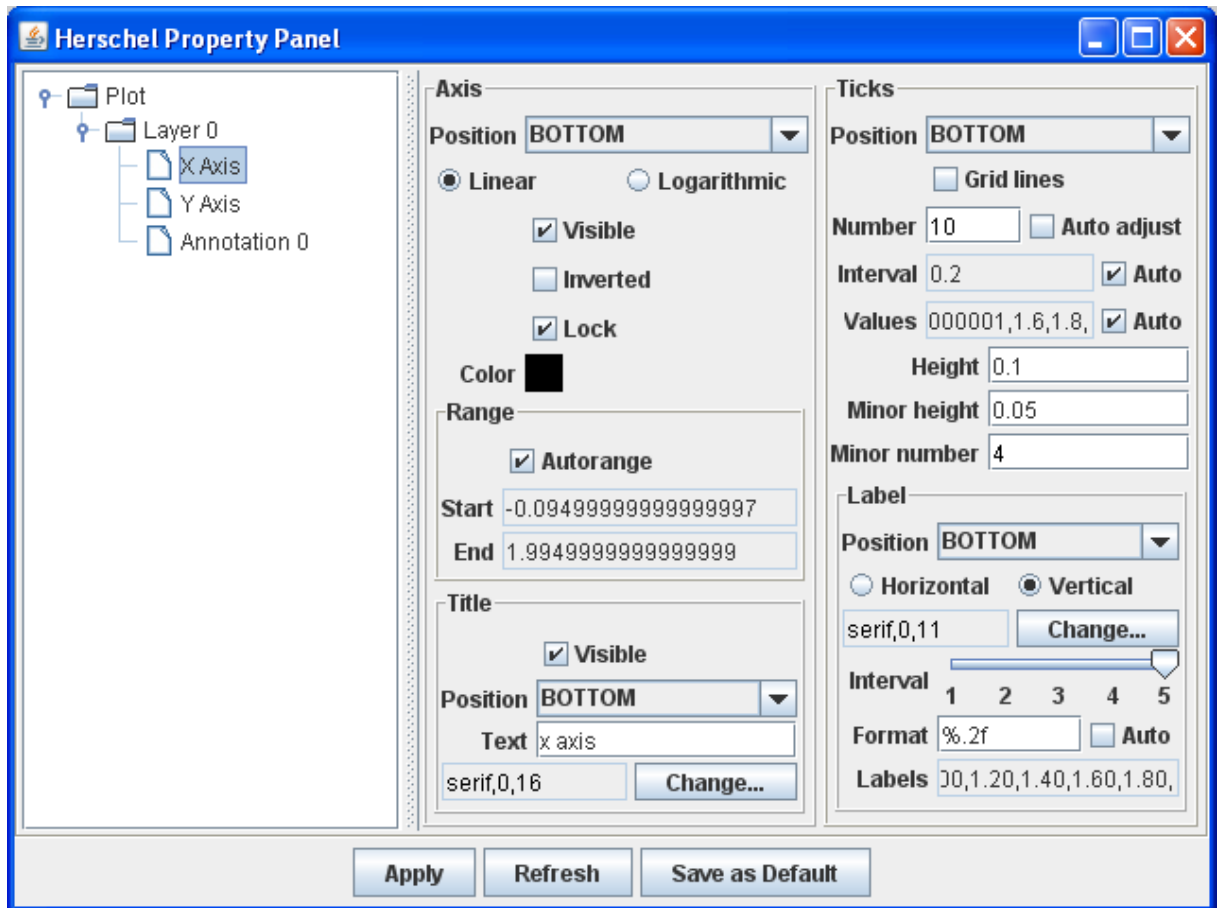 Herschel Property Panel
Plot
Layer 0
X Axis
Y Axis
Annotation 0
Axis
Position BOTTOM
Linear Logarithmic
Visible
Inverted
Lock
Color
Range
Autorange
Start -0.09499999999999997
End 1.9949999999999999
Title
Visible
Position BOTTOM
Text x axis
serif,0,16 Change...
Ticks
Position BOTTOM
Grid lines
Number 10 Auto adjust
Interval 0.2 Auto
Values 000001,1.6,1.8, Auto
Height 0.1
Minor height 0.05
Minor number 4
Label
Position BOTTOM
Horizontal Vertical
serif,0,11 Change...
Interval
1 2 3 4 5
Format %.2f Auto
Labels 00,1.20,1.40,1.60,1.80,
Apply Refresh Save as Default